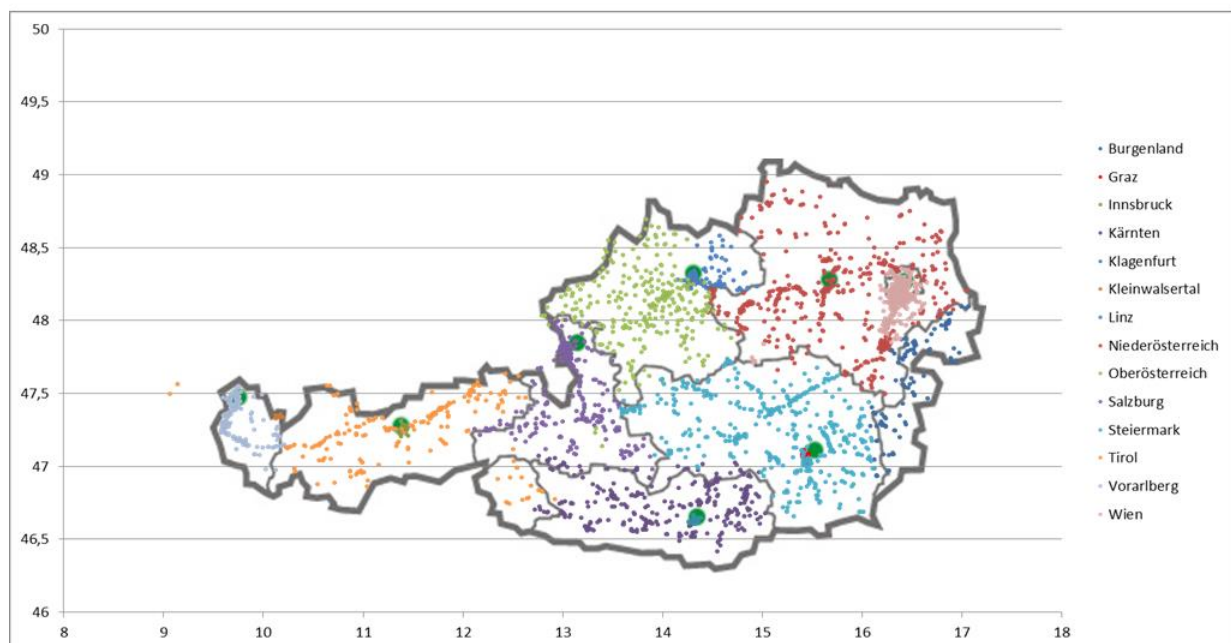 50
49,5
49
48,5
48
47,5
47
46,5
46
8 9 10 11 12 13 14 15 16 17 18
Burgenland
Graz
Innsbruck
Kärnten
Klagenfurt
Kleinwalsertal
Linz
Niederösterreich
Oberösterreich
Salzburg
Steiermark
Tirol
Vorarlberg
Wien